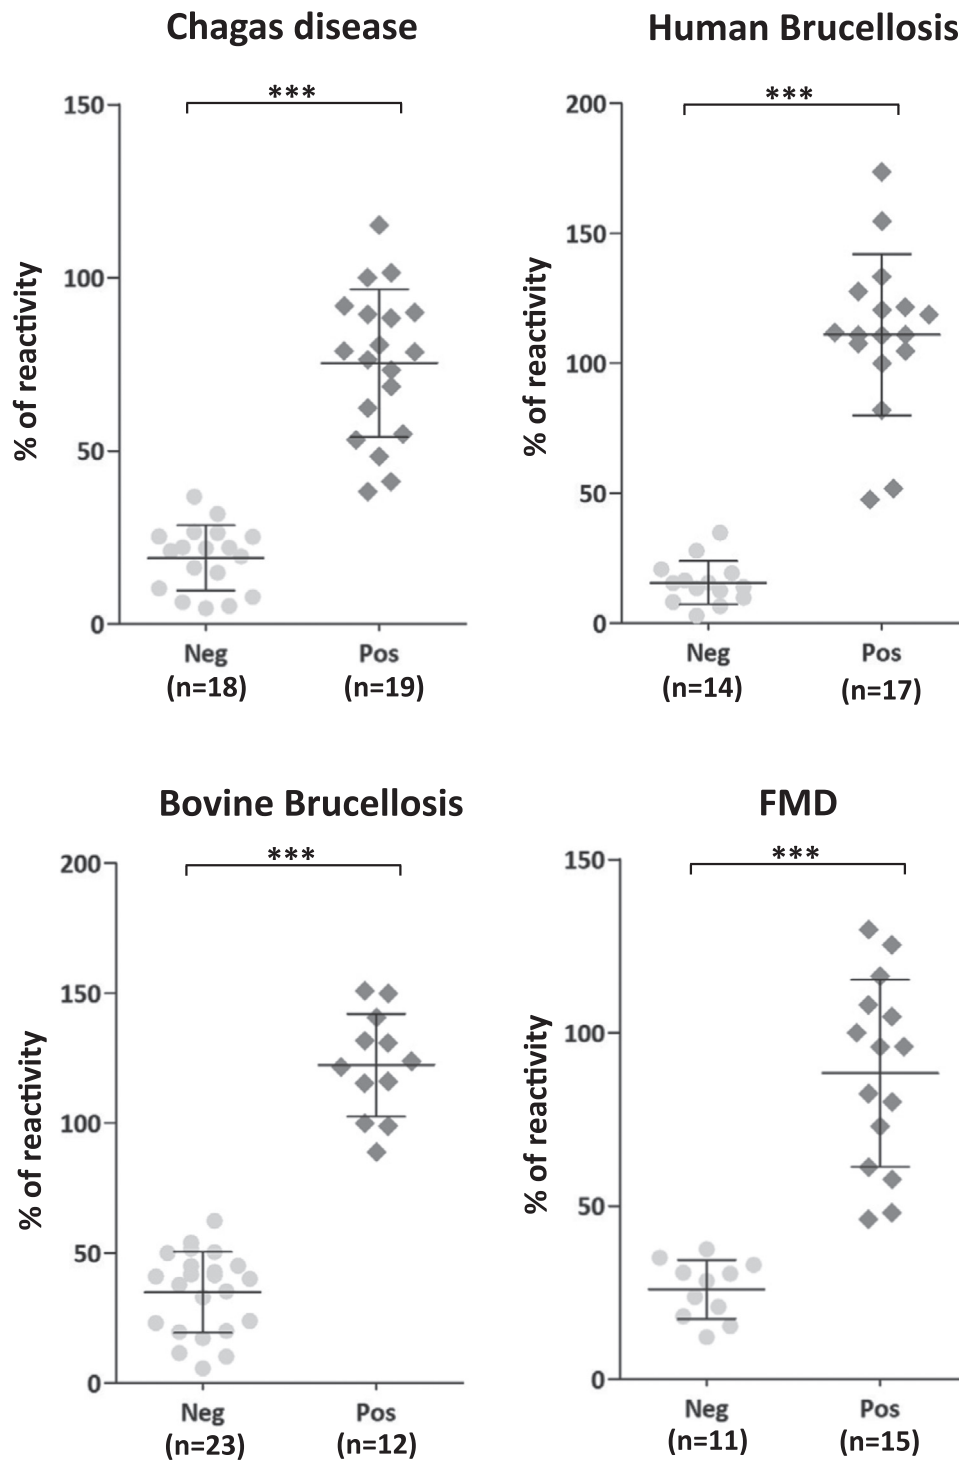 Chagas disease
Human Brucellosis
***
***
150
100
50
0
% of reactivity
Neg
Pos
(n=18)
(n=19)
200
150
100
50
0
% of reactivity
Neg
Pos
(n=14)
(n=17)
Bovine Brucellosis
FMD
***
***
200
150
100
50
0
% of reactivity
Neg
Pos
(n=23)
(n=12)
150
100
50
0
% of reactivity
Neg
Pos
(n=11)
(n=15)